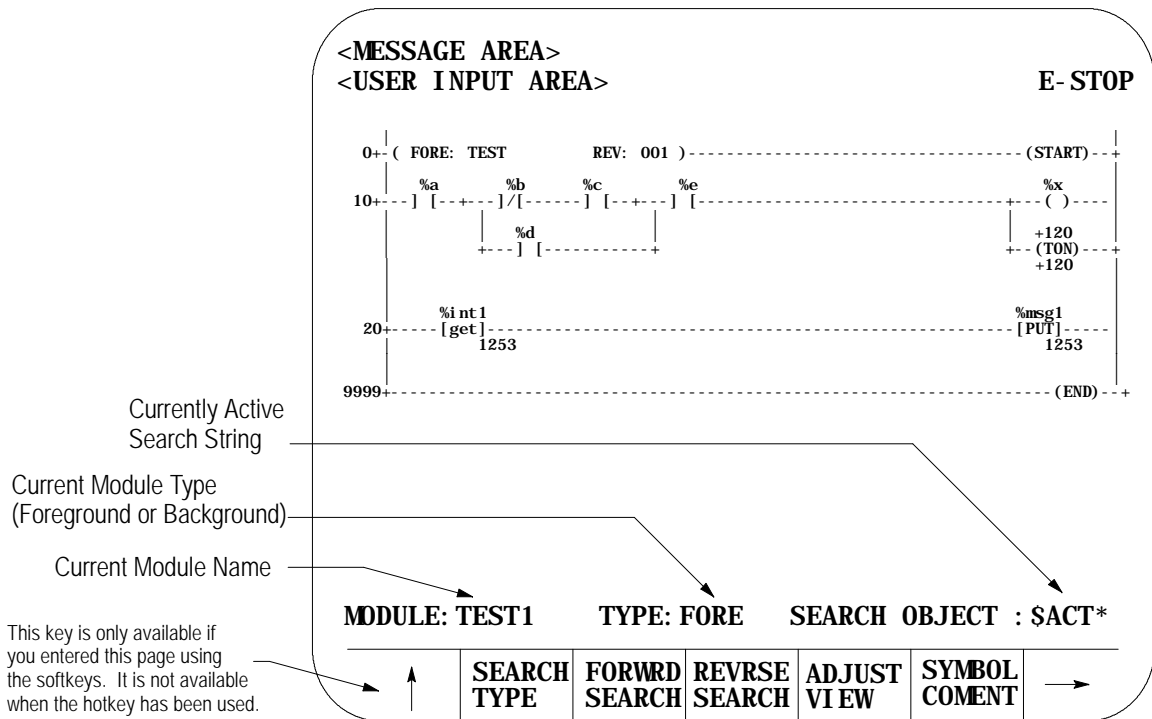 <MESSAGE AREA>
<USER INPUT AREA> E-STOP
0+-( FORE: TEST REV: 001 )--------------------------------(START)--+
%a %b %c %e %x
10+---] [--+---]/[------] [--+---] [------------------------------+---( )----
%d +120
+---] [-----------+ +--(TON)---+
+120
%int1 %msg1
20+-----[get]-----------------------------------------------------[PUT]-----
1253 1253
9999+-------------------------------------------------------------------(END)--+
Currently Active
Search String
Current Module Type
(Foreground or Background)
Current Module Name
MODULE: TEST1 TYPE: FORE SEARCH OBJECT : $ACT*
This key is only available if
you entered this page using
the softkeys. It is not available
when the hotkey has been used.
↑ SEARCH FORWRD REVRSE ADJUST SYMBOL →
TYPE SEARCH SEARCH VIEW COMENT